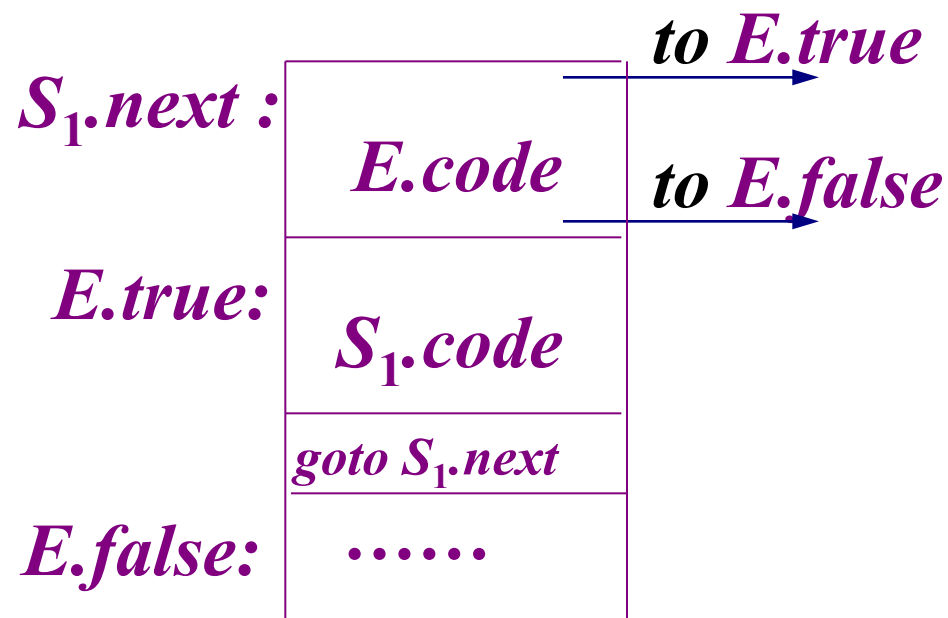 to E.true
S₁.next :
E.code
to E.false
E.true:
S₁.code
goto S₁.next
E.false: ......